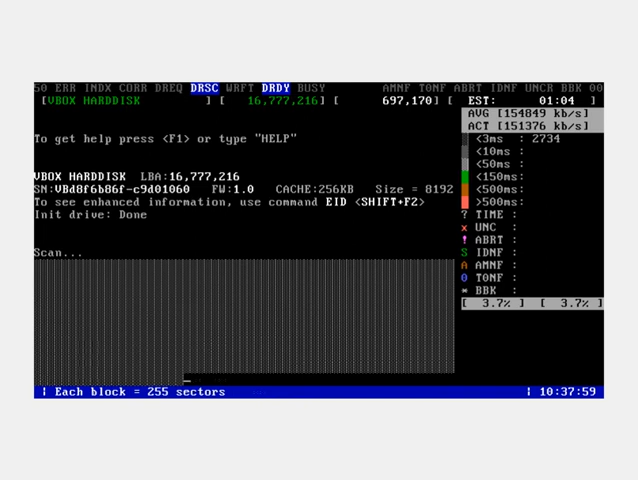 50 ERR INDX CORR DREQ DRSC WRFT DRDY BUSY AMNF T0NF ABRT IDNF UNCR BBK 00
[VBOX HARDDISK ] [ 16,777,216] [ 697,170] [ EST: 01:04 ]
AVG [154849 kb/s]
ACT [151376 kb/s]
To get help press <F1> or type "HELP"
<3ms : 2734
<10ms :
<50ms :
VBOX HARDDISK LBA:16,777,216
<150ms:
SN:VBd8f6b86f-c9d01060 FW:1.0 CACHE:256KB Size = 8192
<500ms:
To see enhanced information, use command EID <SHIFT+F2>
>500ms:
Init drive: Done
? TIME :
x UNC :
! ABRT :
Scan...
S IDNF :
A AMNF :
0 T0NF :
* BBK :
[ 3.7% ] [ 3.7% ]
¦ Each block = 255 sectors ¦ 10:37:59